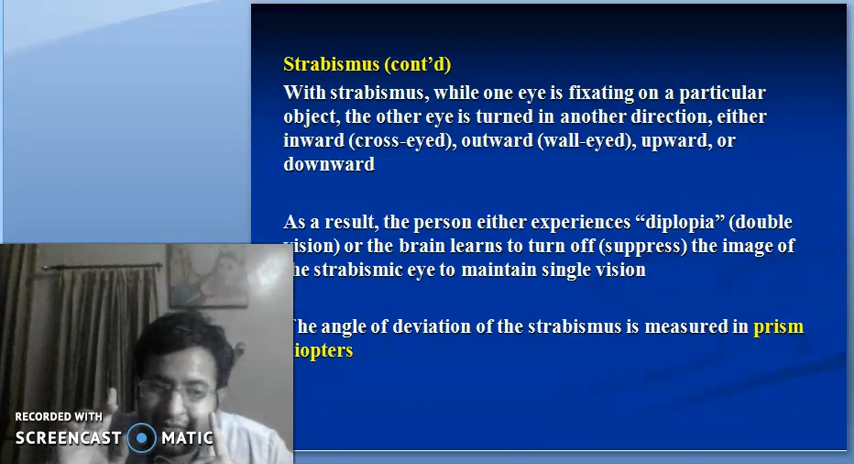 Strabismus (cont’d)
With strabismus, while one eye is fixating on a particular
object, the other eye is turned in another direction, either
inward (cross-eyed), outward (wall-eyed), upward, or
downward
As a result, the person either experiences “diplopia” (double
vision) or the brain learns to turn off (suppress) the image of
the strabismic eye to maintain single vision
The angle of deviation of the strabismus is measured in prism
iopters
RECORDED WITH
SCREENCAST MATIC